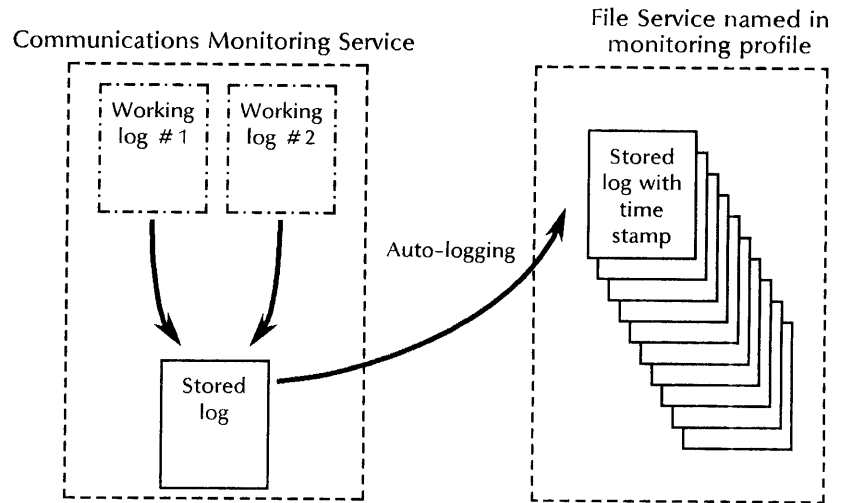 Communications Monitoring Service
Working
log #1
Working
log #2
Stored
log
Auto-logging
File Service named in
monitoring profile
Stored
log with
time
stamp